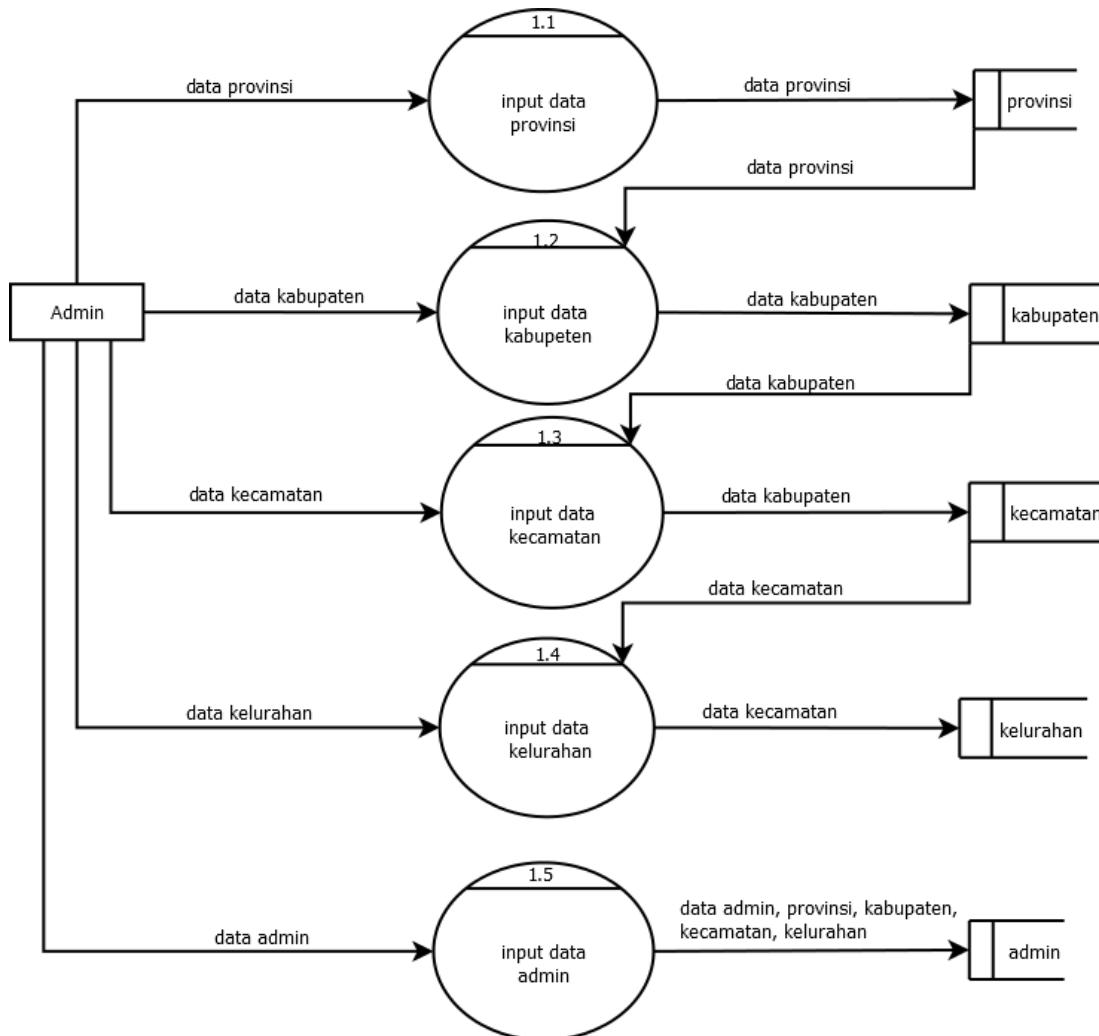 1.1
data provinsi
input data
provinsi
data provinsi
provinsi
data provinsi
1.2
Admin
data kabupaten
input data
kabupeten
data kabupaten
kabupaten
data kabupaten
1.3
data kecamatan
input data
kecamatan
data kabupaten
kecamatan
data kecamatan
1.4
data kelurahan
input data
kelurahan
data kecamatan
kelurahan
1.5
data admin
input data
admin
data admin, provinsi, kabupaten,
kecamatan, kelurahan
admin